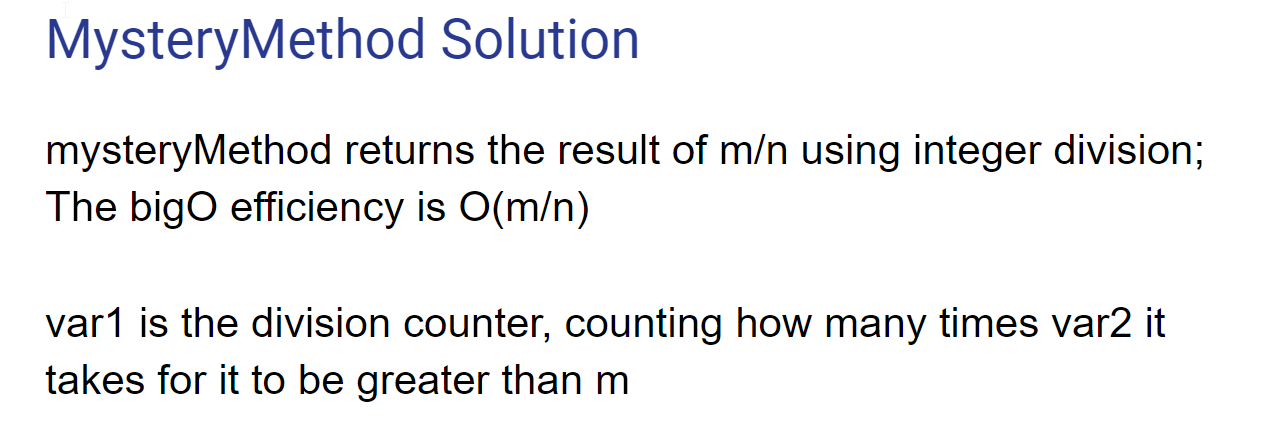 MysteryMethod Solution
mysteryMethod returns the result of m/n using integer division;
The bigO efficiency is O(m/n)
var1 is the division counter, counting how many times var2 it
takes for it to be greater than m